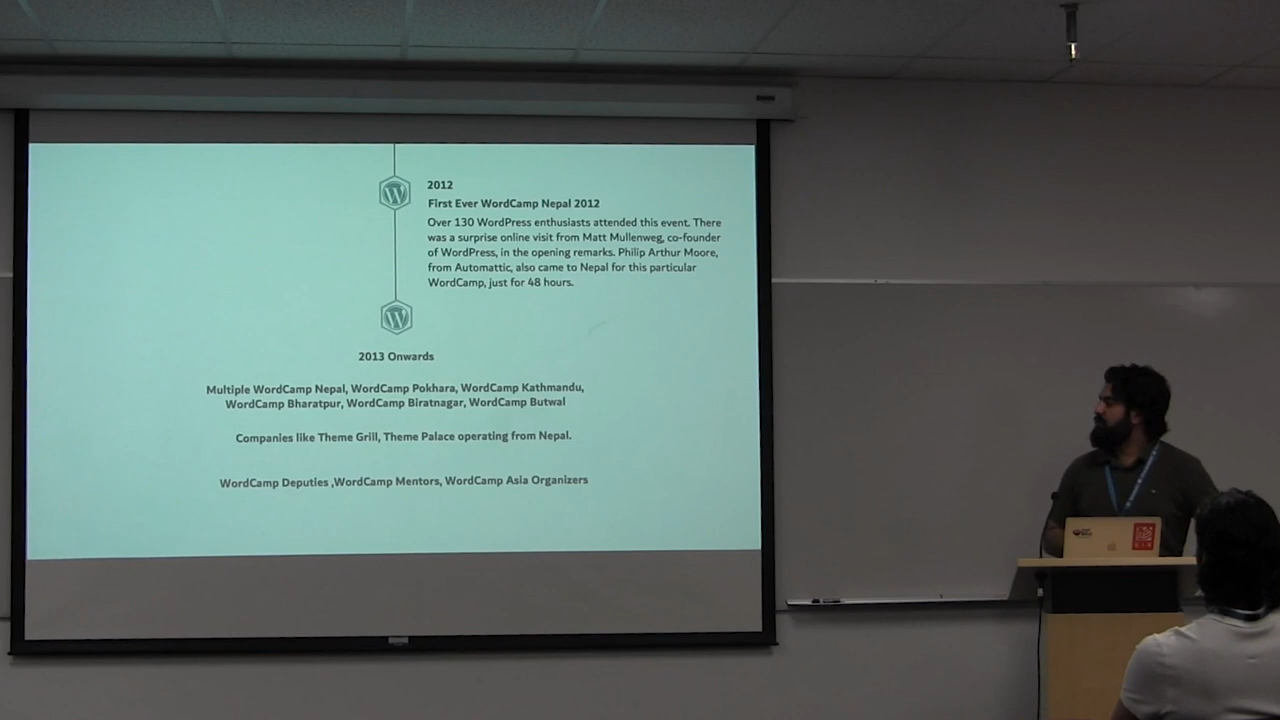 2012
First Ever WordCamp Nepal 2012
Over 130 WordPress enthusiasts attended this event. There
was a surprise online visit from Matt Mullenweg, co-founder
of WordPress, in the opening remarks. Philip Arthur Moore,
from Automattic, also came to Nepal for this particular
WordCamp, just for 48 hours.
2013 Onwards
Multiple WordCamp Nepal, WordCamp Pokhara, WordCamp Kathmandu,
WordCamp Bharatpur, WordCamp Biratnagar, WordCamp Butwal
Companies like Theme Grill, Theme Palace operating from Nepal.
WordCamp Deputies ,WordCamp Mentors, WordCamp Asia Organizers